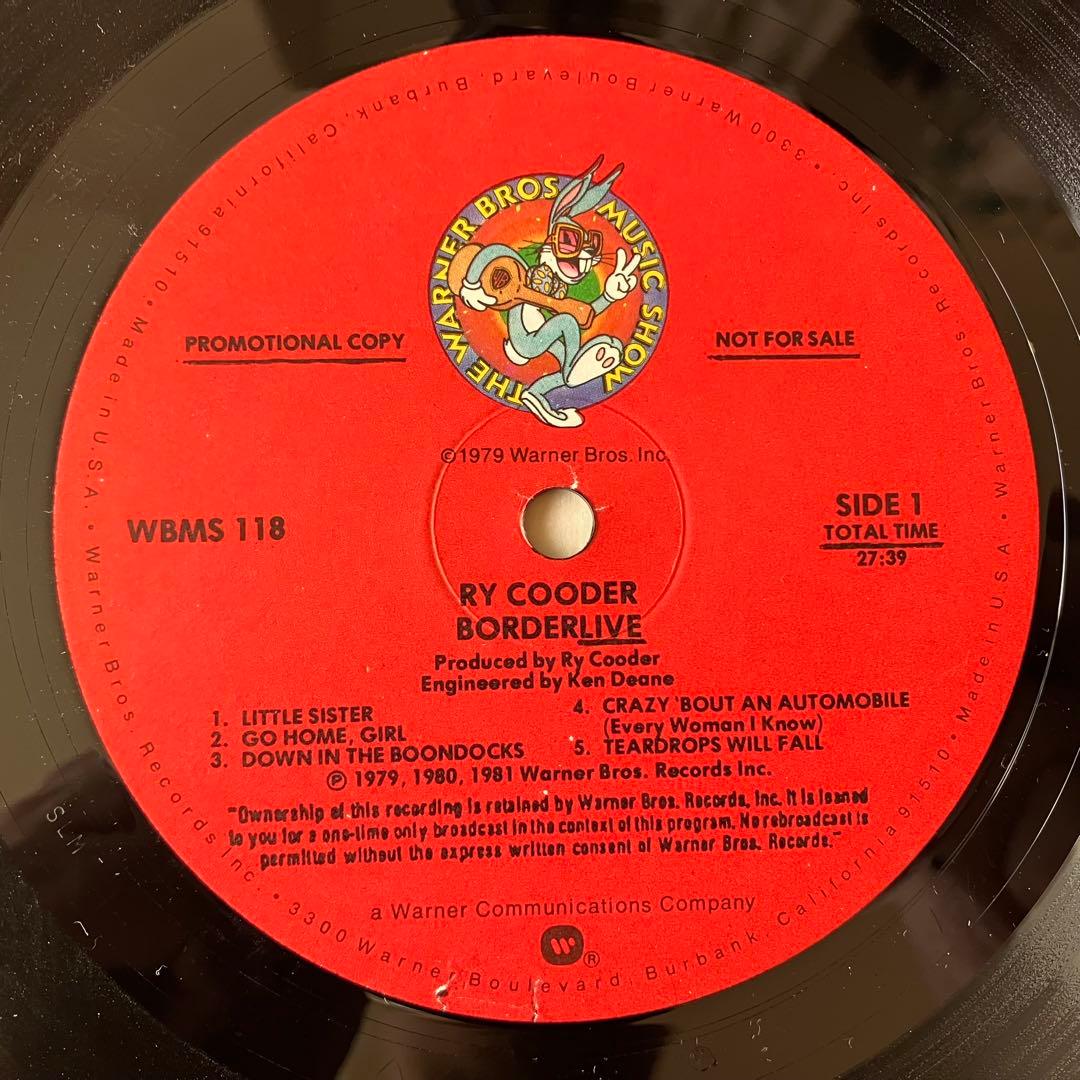 • Made in U.S.A. • Warner Bros. Records Inc. • 3300 Warner Boulevard, Burbank, California 91510 • Made in U.S.A. • Warner Bros. Records Inc. • 3300 Warner Boulevard, Burbank, California 91510
THE WARNER BROS MUSIC SHOW
PROMOTIONAL COPY
NOT FOR SALE
©1979 Warner Bros. Inc.
WBMS 118
SIDE 1
TOTAL TIME
27:39
RY COODER
BORDERLIVE
Produced by Ry Cooder
Engineered by Ken Deane
1. LITTLE SISTER
2. GO HOME, GIRL
3. DOWN IN THE BOONDOCKS
4. CRAZY 'BOUT AN AUTOMOBILE
(Every Woman I Know)
5. TEARDROPS WILL FALL
℗ 1979, 1980, 1981 Warner Bros. Records Inc.
"Ownership of this recording is retained by Warner Bros. Records, Inc. It is loaned
to you for a one-time only broadcast in the context of this program. No rebroadcast is
permitted without the express written consent of Warner Bros. Records."
a Warner Communications Company
W®
SLM